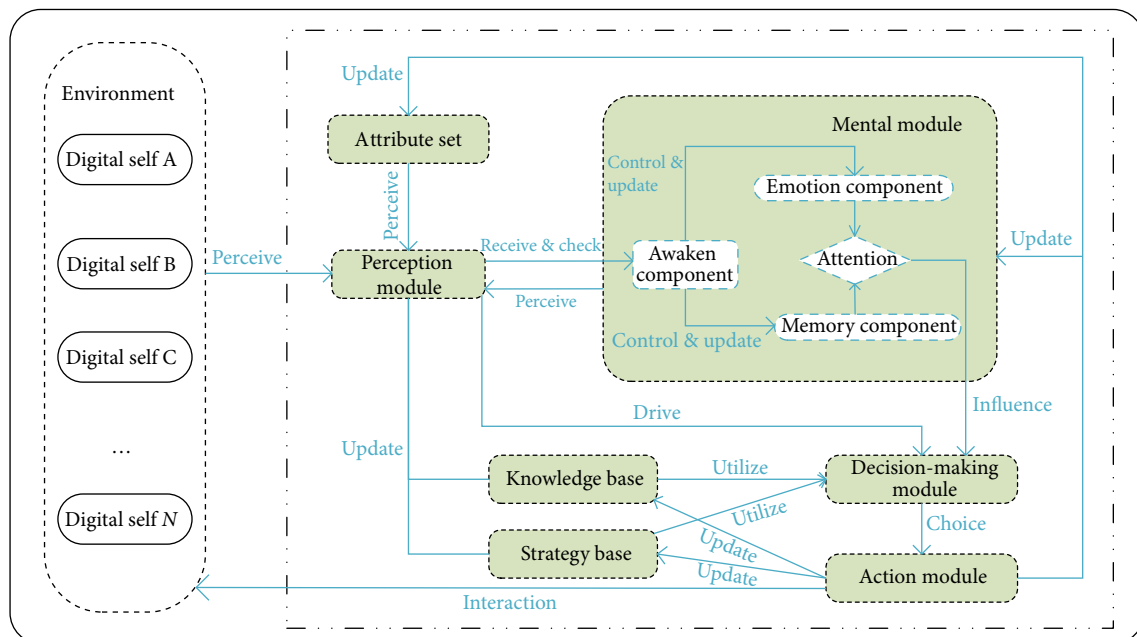 Environment
Digital self A
Digital self B
Digital self C
...
Digital self N
Update
Attribute set
Perceive
Perceive
Perception
module
Receive & check
Perceive
Mental module
Control &
update
Emotion component
Awaken
component
Attention
Control & update
Memory component
Update
Drive
Influence
Update
Knowledge base
Utilize
Decision-making
module
Utilize
Choice
Strategy base
Update
Update
Action module
Interaction